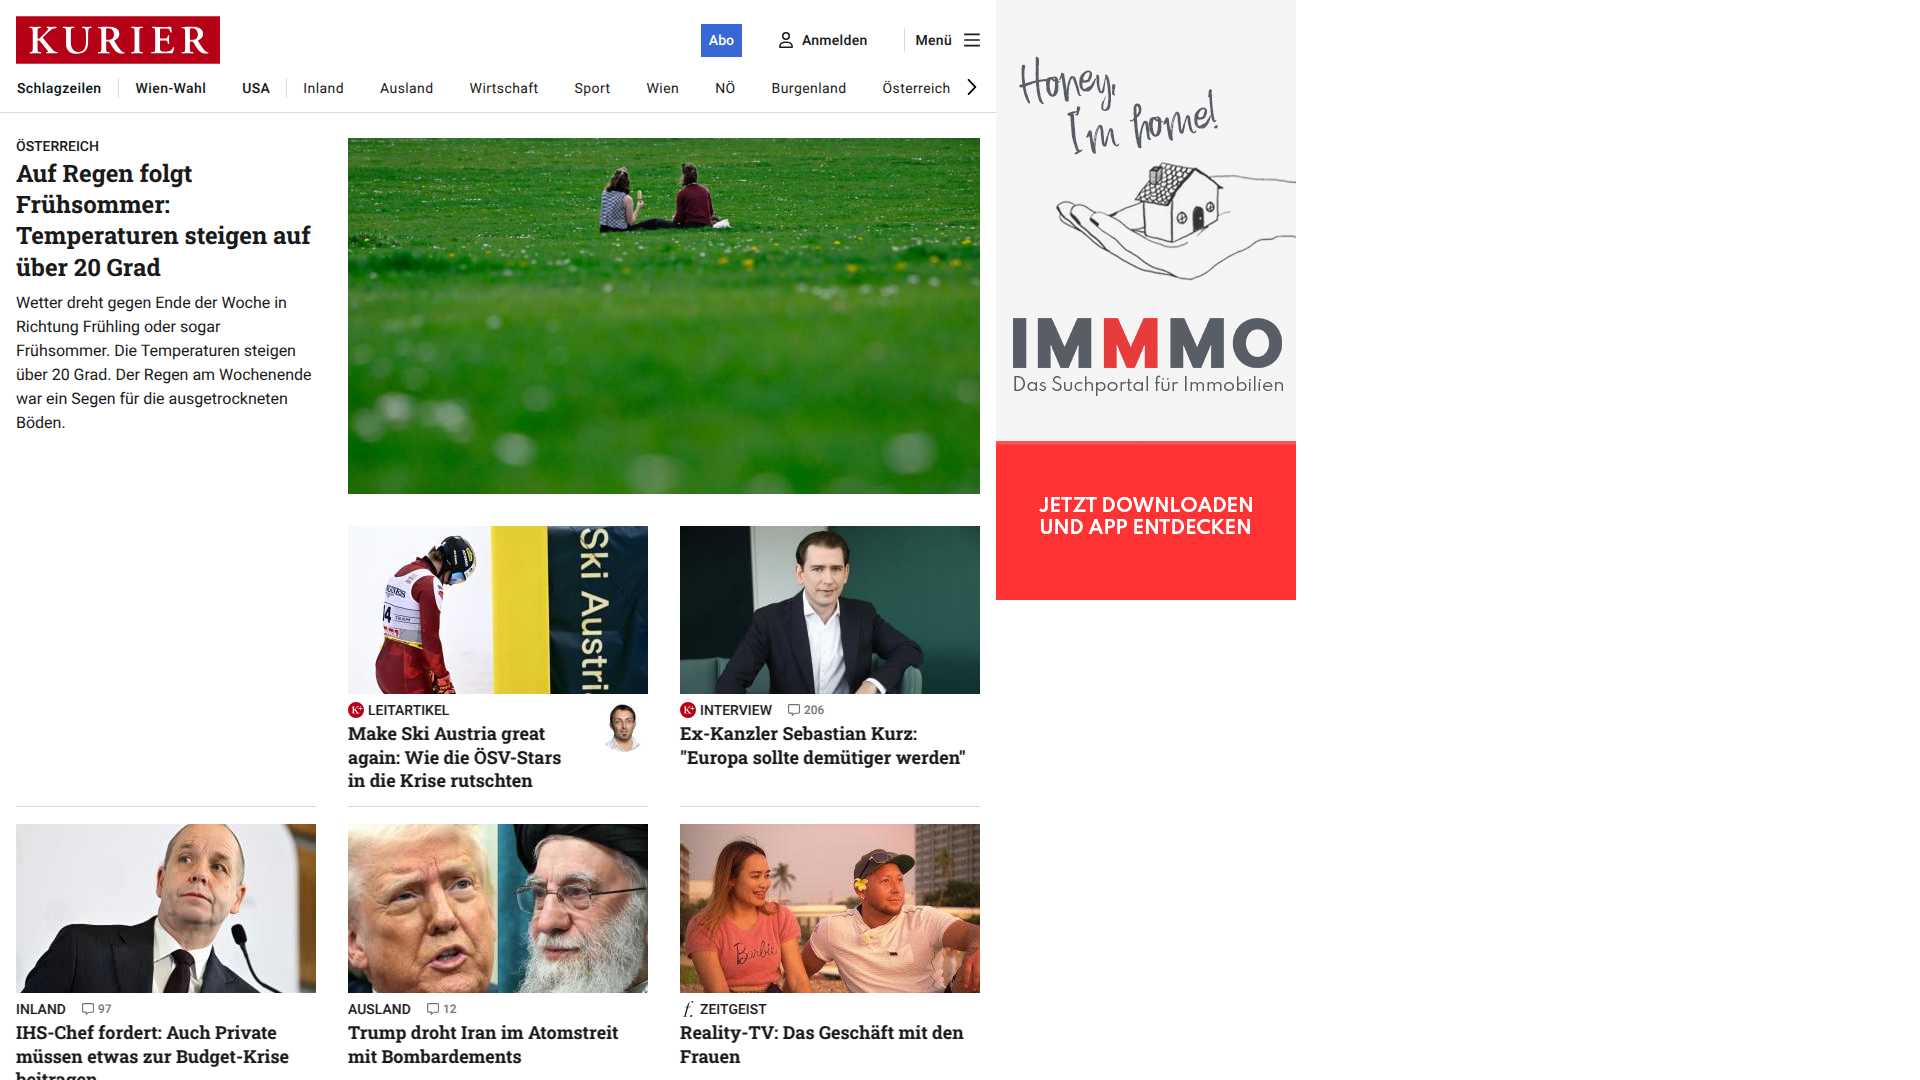 KURIER
Abo
Anmelden
Menü
Schlagzeilen
Wien-Wahl
USA
Inland
Ausland
Wirtschaft
Sport
Wien
NÖ
Burgenland
Österreich
ÖSTERREICH
Auf Regen folgt
Frühsommer:
Temperaturen steigen auf
über 20 Grad
Wetter dreht gegen Ende der Woche in
Richtung Frühling oder sogar
Frühsommer. Die Temperaturen steigen
über 20 Grad. Der Regen am Wochenende
war ein Segen für die ausgetrockneten
Böden.
Ski Austri
K+ LEITARTIKEL
Make Ski Austria great
again: Wie die ÖSV-Stars
in die Krise rutschten
K+ INTERVIEW 206
Ex-Kanzler Sebastian Kurz:
"Europa sollte demütiger werden"
INLAND 97
IHS-Chef fordert: Auch Private
müssen etwas zur Budget-Krise
beitragen
AUSLAND 12
Trump droht Iran im Atomstreit
mit Bombardements
Barbie
f. ZEITGEIST
Reality-TV: Das Geschäft mit den
Frauen
Honey,
I'm home!
IMMMO
Das Suchportal für Immobilien
JETZT DOWNLOADEN
UND APP ENTDECKEN